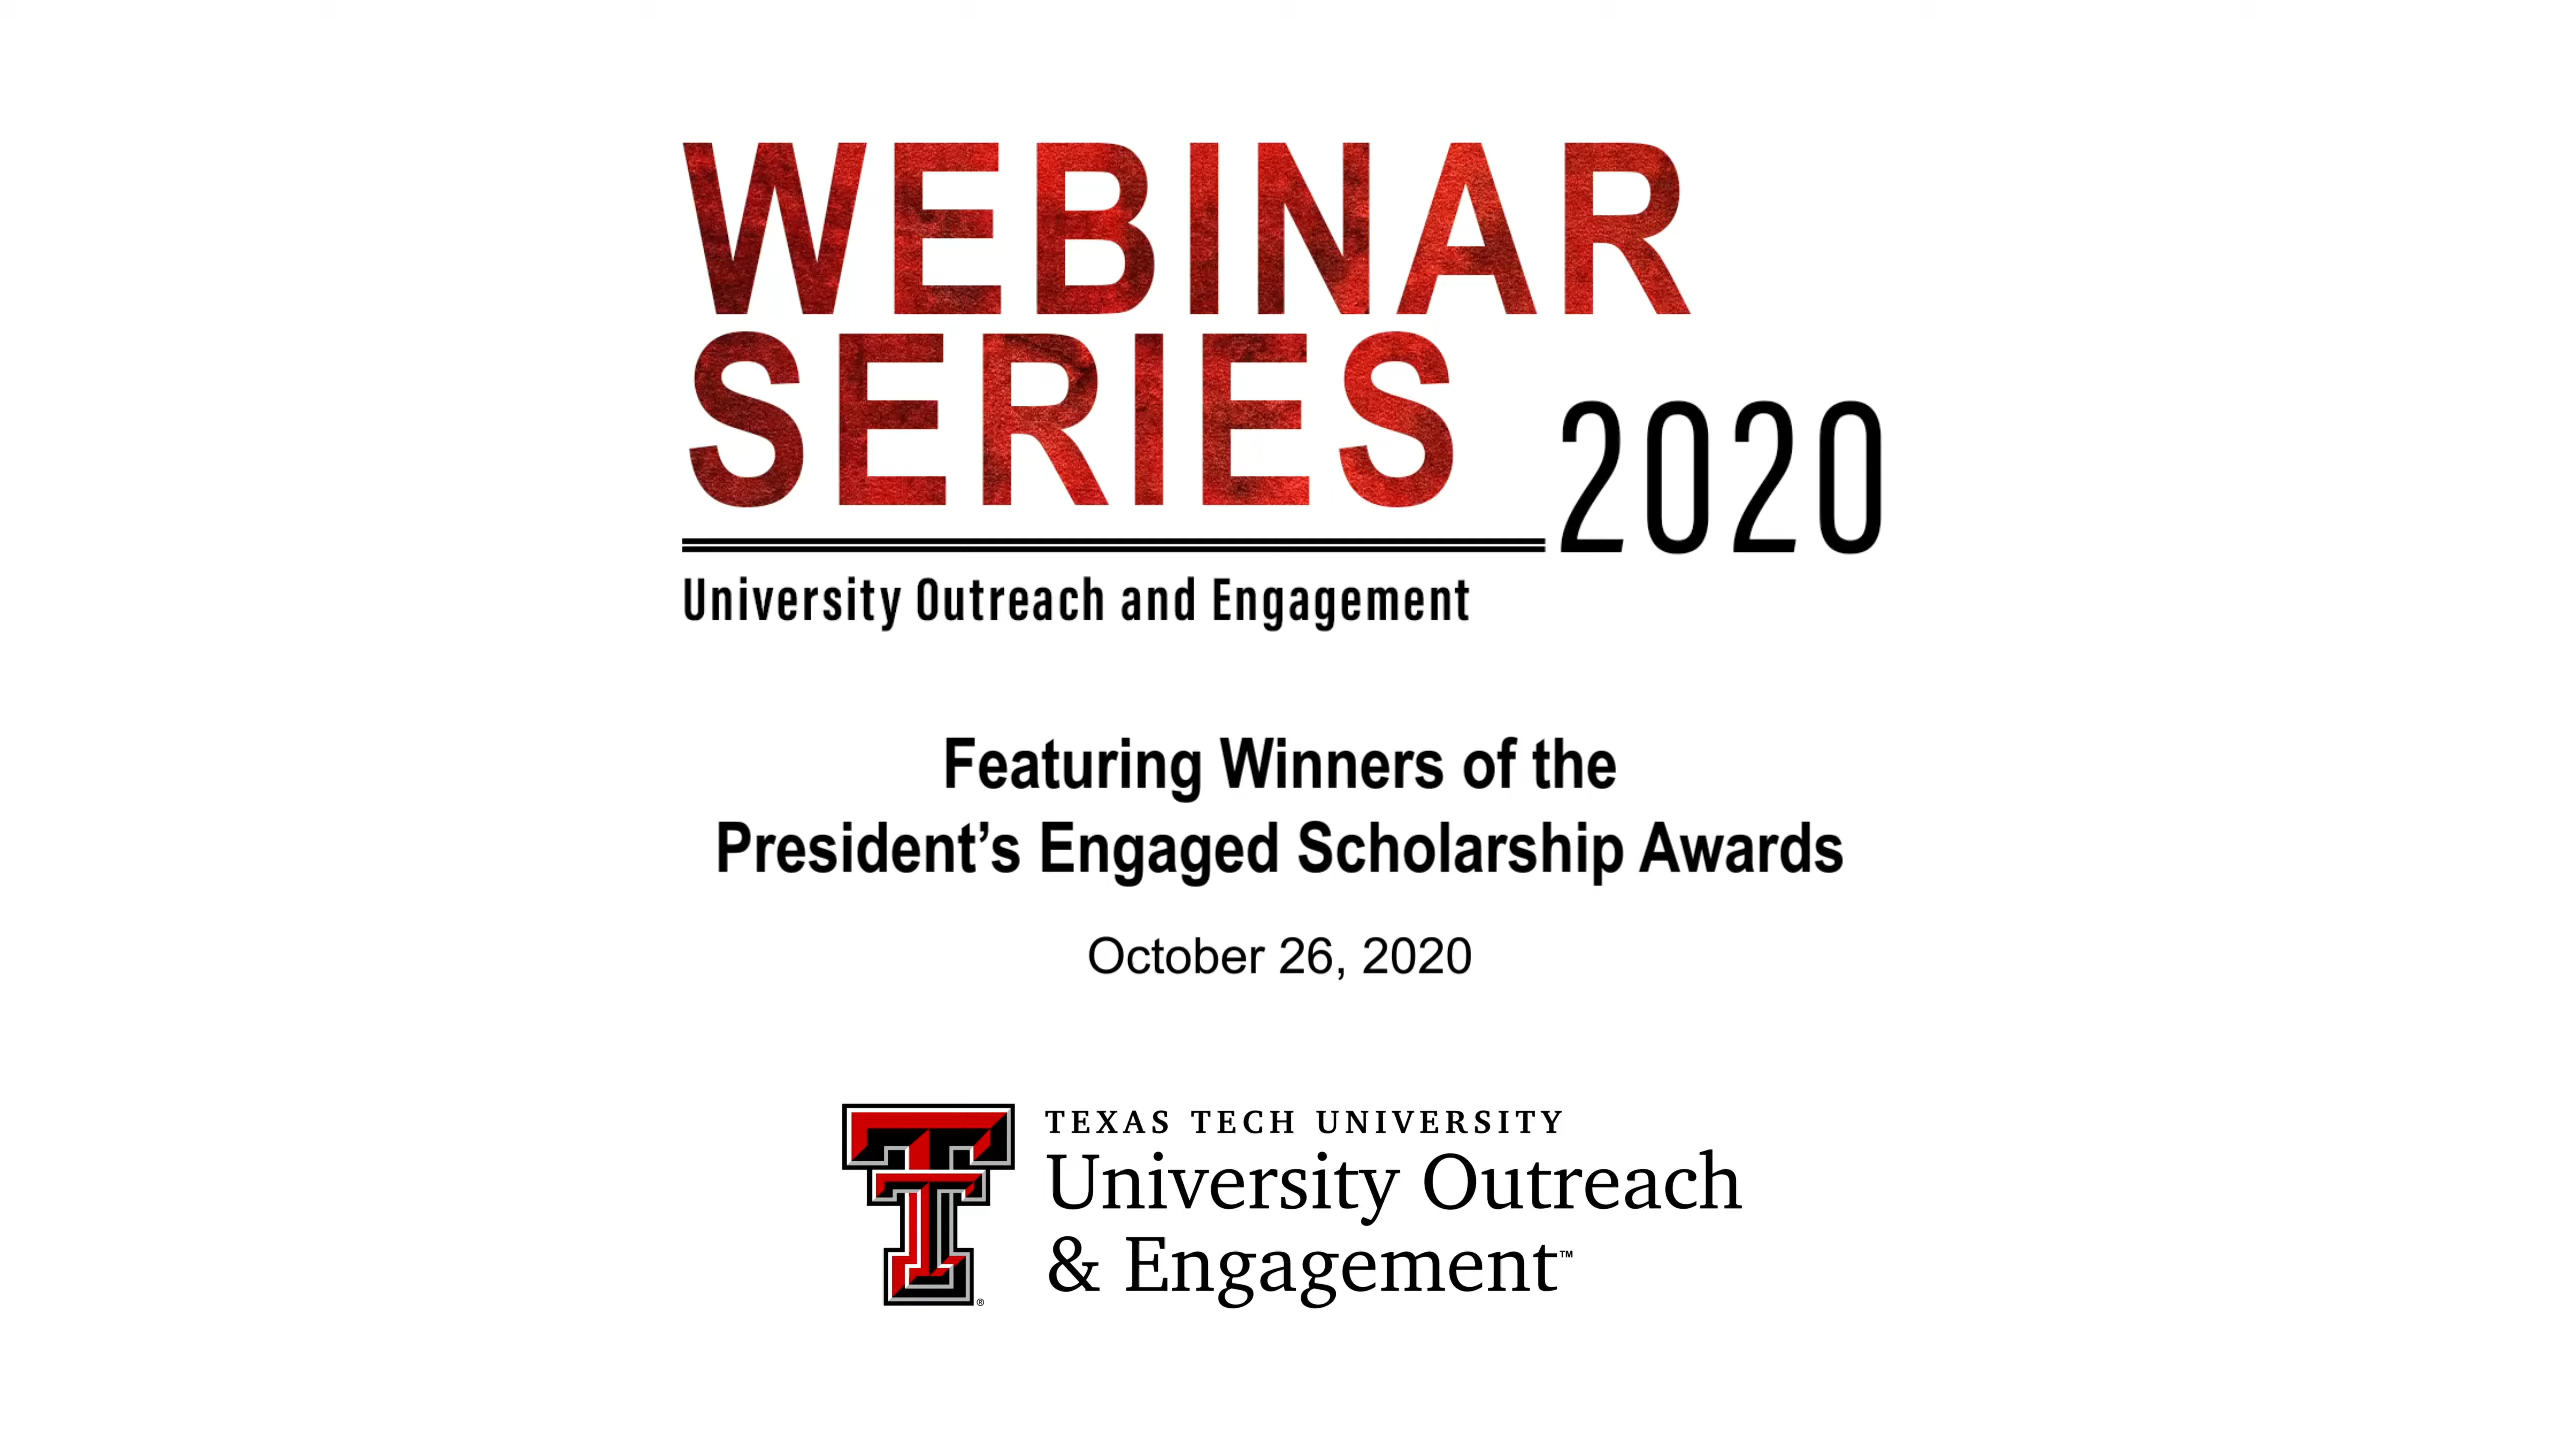 WEBINAR
SERIES 2020
University Outreach and Engagement
Featuring Winners of the
President’s Engaged Scholarship Awards
October 26, 2020
TEXAS TECH UNIVERSITY
University Outreach
& Engagement™